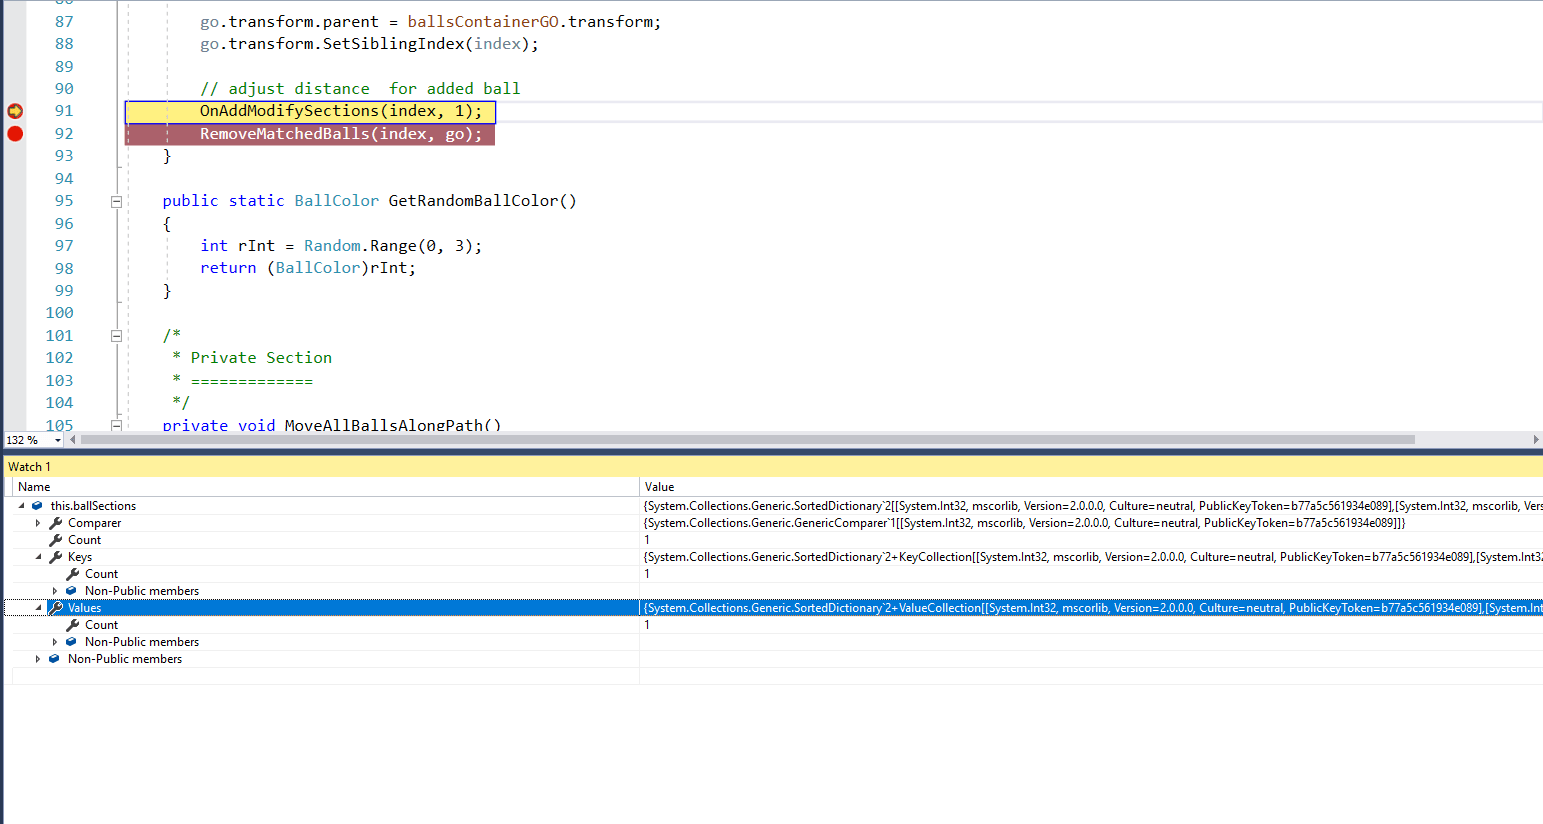 87 go.transform.parent = ballsContainerGO.transform;
88 go.transform.SetSiblingIndex(index);
89
90 // adjust distance  for added ball
91 OnAddModifySections(index, 1);
92 RemoveMatchedBalls(index, go);
93 }
94
95 public static BallColor GetRandomBallColor()
96 {
97 int rInt = Random.Range(0, 3);
98 return (BallColor)rInt;
99 }
100
101 /*
102 * Private Section
103 * =============
104 */
105 private void MoveAllBallsAlongPath()
132 %
Watch 1
Name Value
this.ballSections {System.Collections.Generic.SortedDictionary`2[[System.Int32, mscorlib, Version=2.0.0.0, Culture=neutral, PublicKeyToken=b77a5c561934e089],[System.Int32, mscorlib, Vers
Comparer {System.Collections.Generic.GenericComparer`1[[System.Int32, mscorlib, Version=2.0.0.0, Culture=neutral, PublicKeyToken=b77a5c561934e089]]}
Count 1
Keys {System.Collections.Generic.SortedDictionary`2+KeyCollection[[System.Int32, mscorlib, Version=2.0.0.0, Culture=neutral, PublicKeyToken=b77a5c561934e089],[System.Int32
Count 1
Non-Public members
Values {System.Collections.Generic.SortedDictionary`2+ValueCollection[[System.Int32, mscorlib, Version=2.0.0.0, Culture=neutral, PublicKeyToken=b77a5c561934e089],[System.Int
Count 1
Non-Public members
Non-Public members